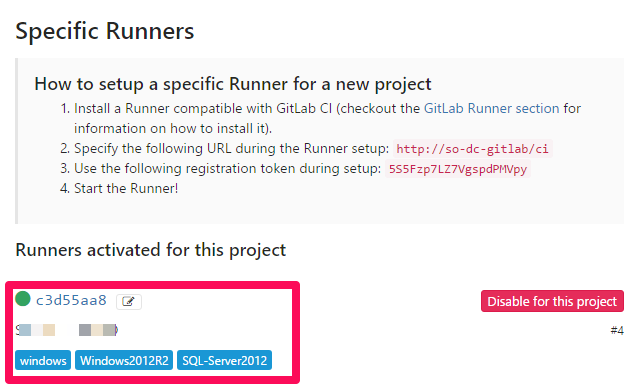 Specific Runners
How to setup a specific Runner for a new project
1. Install a Runner compatible with GitLab CI (checkout the GitLab Runner section for
information on how to install it).
2. Specify the following URL during the Runner setup: http://so-dc-gitlab/ci
3. Use the following registration token during setup: 5S5Fzp7LZ7VgspdPMVpy
4. Start the Runner!
Runners activated for this project
c3d55aa8
Disable for this project
#4
windows Windows2012R2 SQL-Server2012